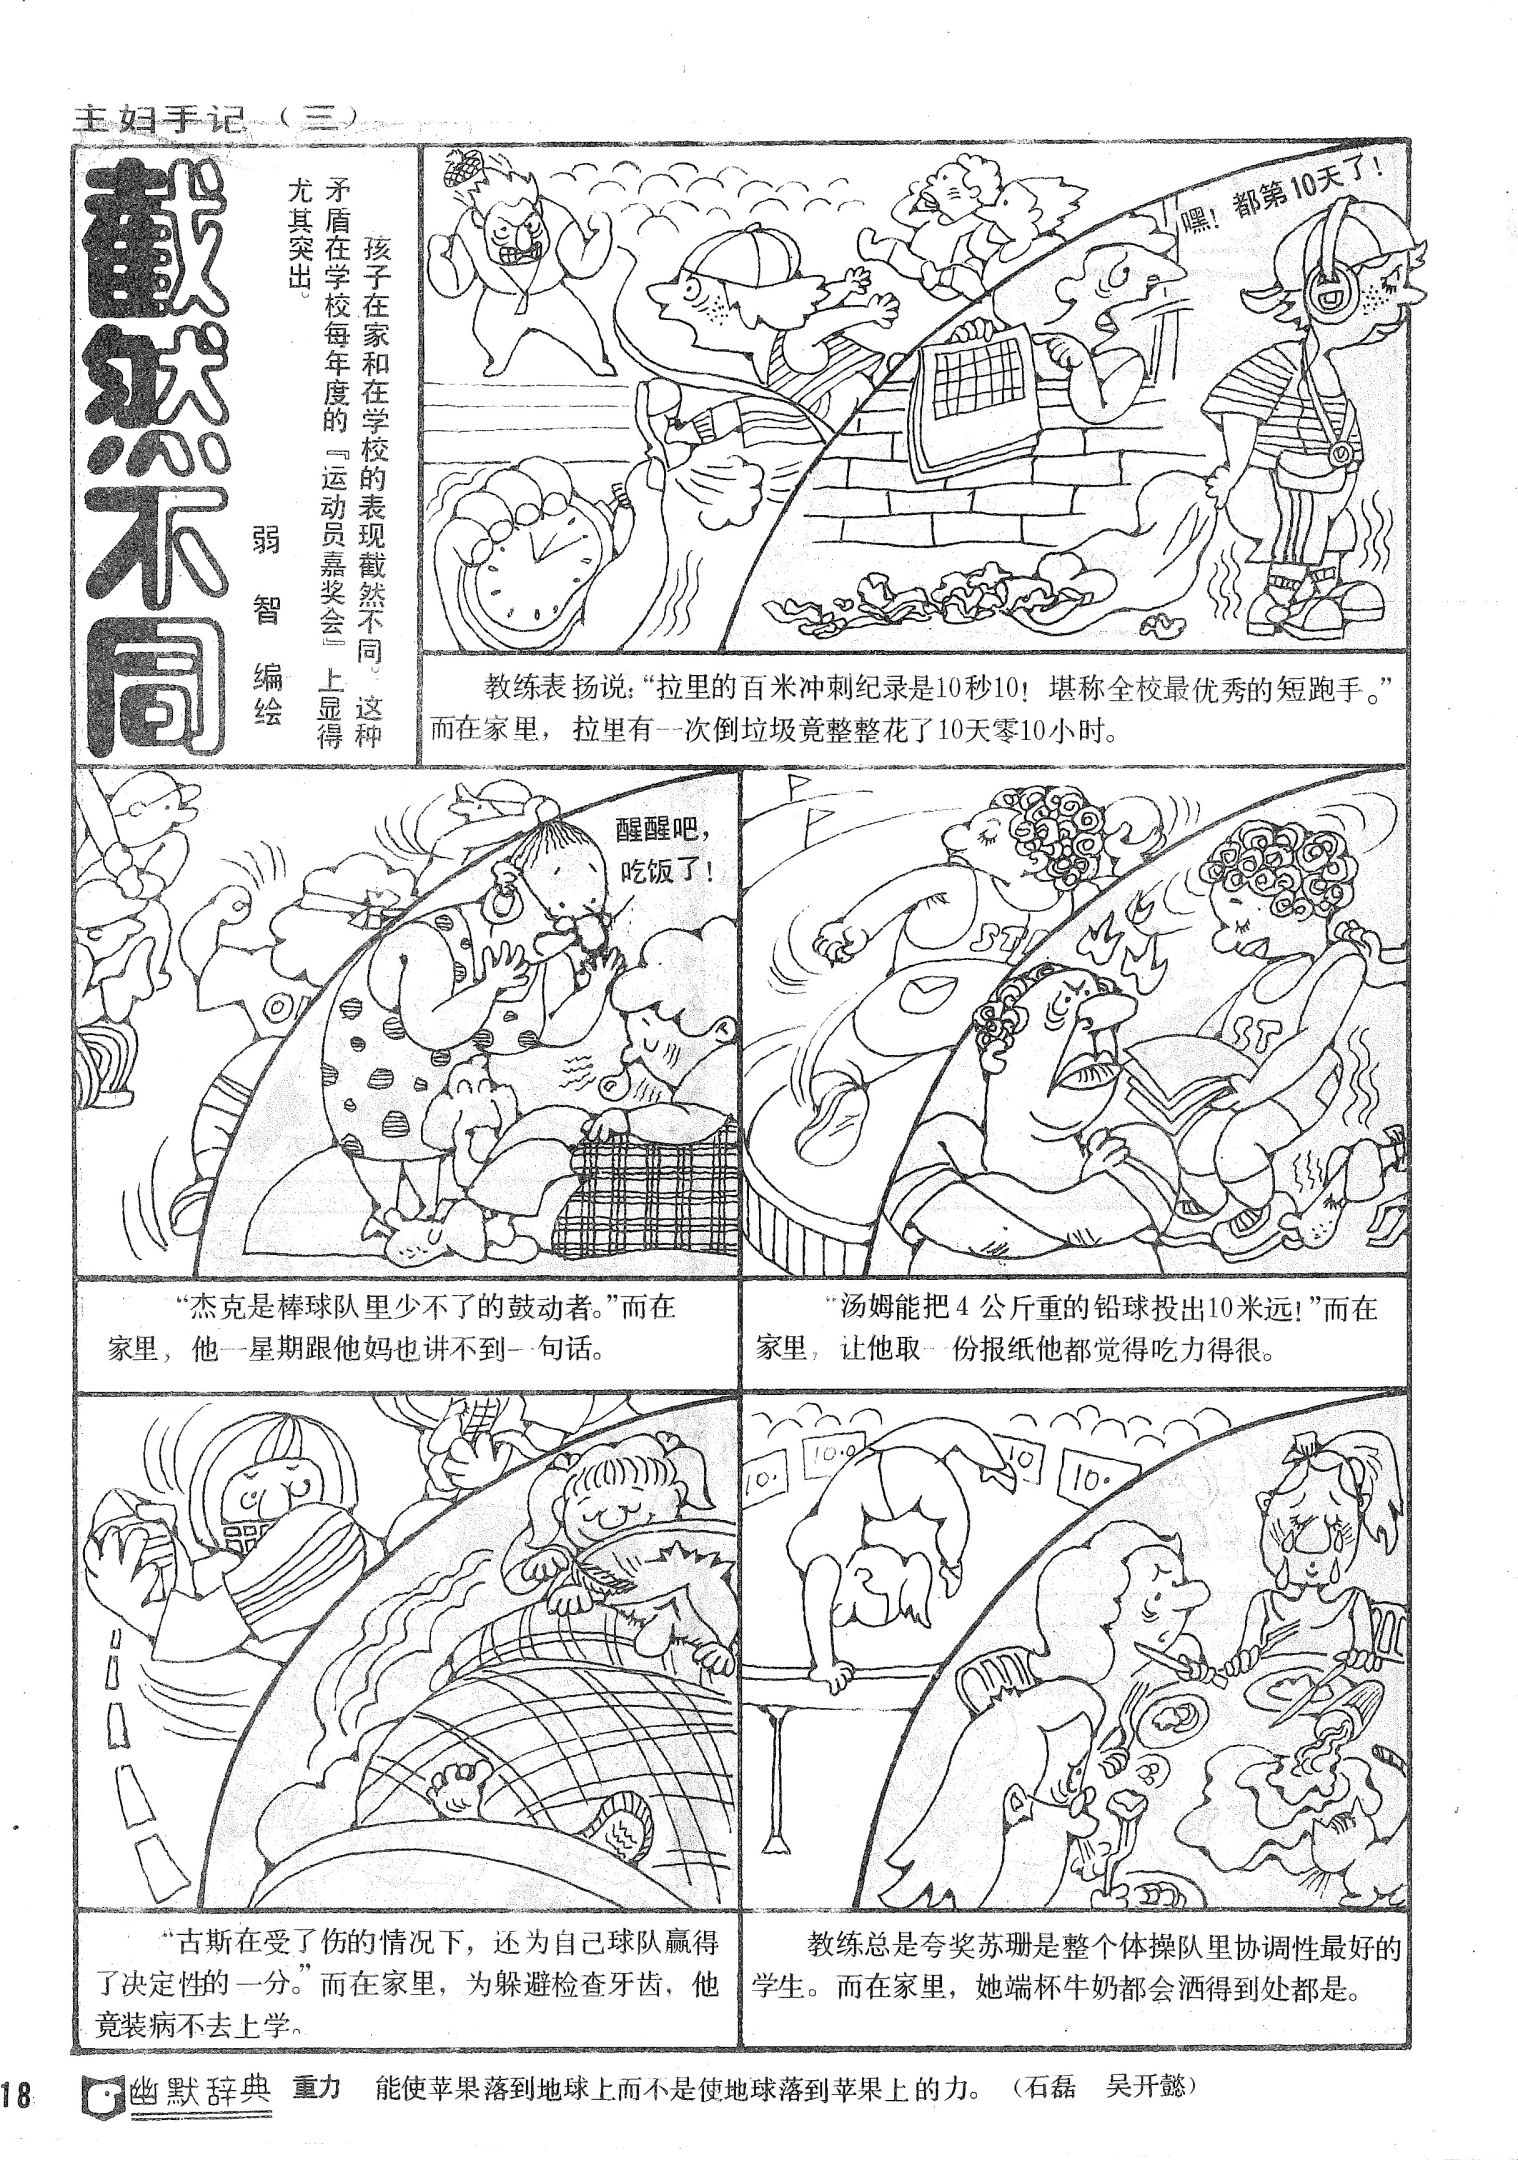 主妇手记（三）
截然不同
弱智编绘
孩子在家和在学校的表现截然不同。这种
矛盾在学校每年度的『运动员嘉奖会』上显得
尤其突出。
嘿！都第10天了！
教练表扬说：“拉里的百米冲刺纪录是10秒10！堪称全校最优秀的短跑手。”
而在家里，拉里有一次倒垃圾竟整整花了10天零10小时。
醒醒吧，
吃饭了！
ST
ST
“杰克是棒球队里少不了的鼓动者。”而在
家里，他一星期跟他妈也讲不到一句话。
“汤姆能把4公斤重的铅球投出10米远！”而在
家里，让他取一份报纸他都觉得吃力得很。
10.
10.0
10
10.
“古斯在受了伤的情况下，还为自己球队赢得
了决定性的一分。”而在家里，为躲避检查牙齿，他
竟装病不去上学。
教练总是夸奖苏珊是整个体操队里协调性最好的
学生。而在家里，她端杯牛奶都会洒得到处都是。
18
幽默辞典 重力 能使苹果落到地球上而不是使地球落到苹果上的力。（石磊 吴开懿）